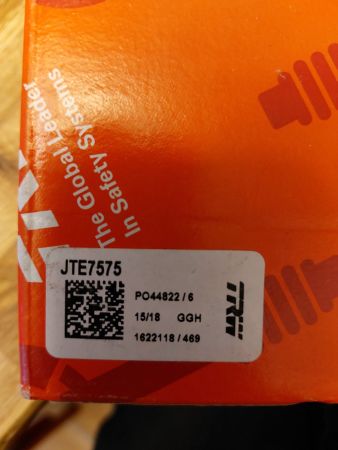 The Global Leader
In Safety Systems
JTE7575
PO44822 / 6
15/18 GGH
1622118 / 469
TRW